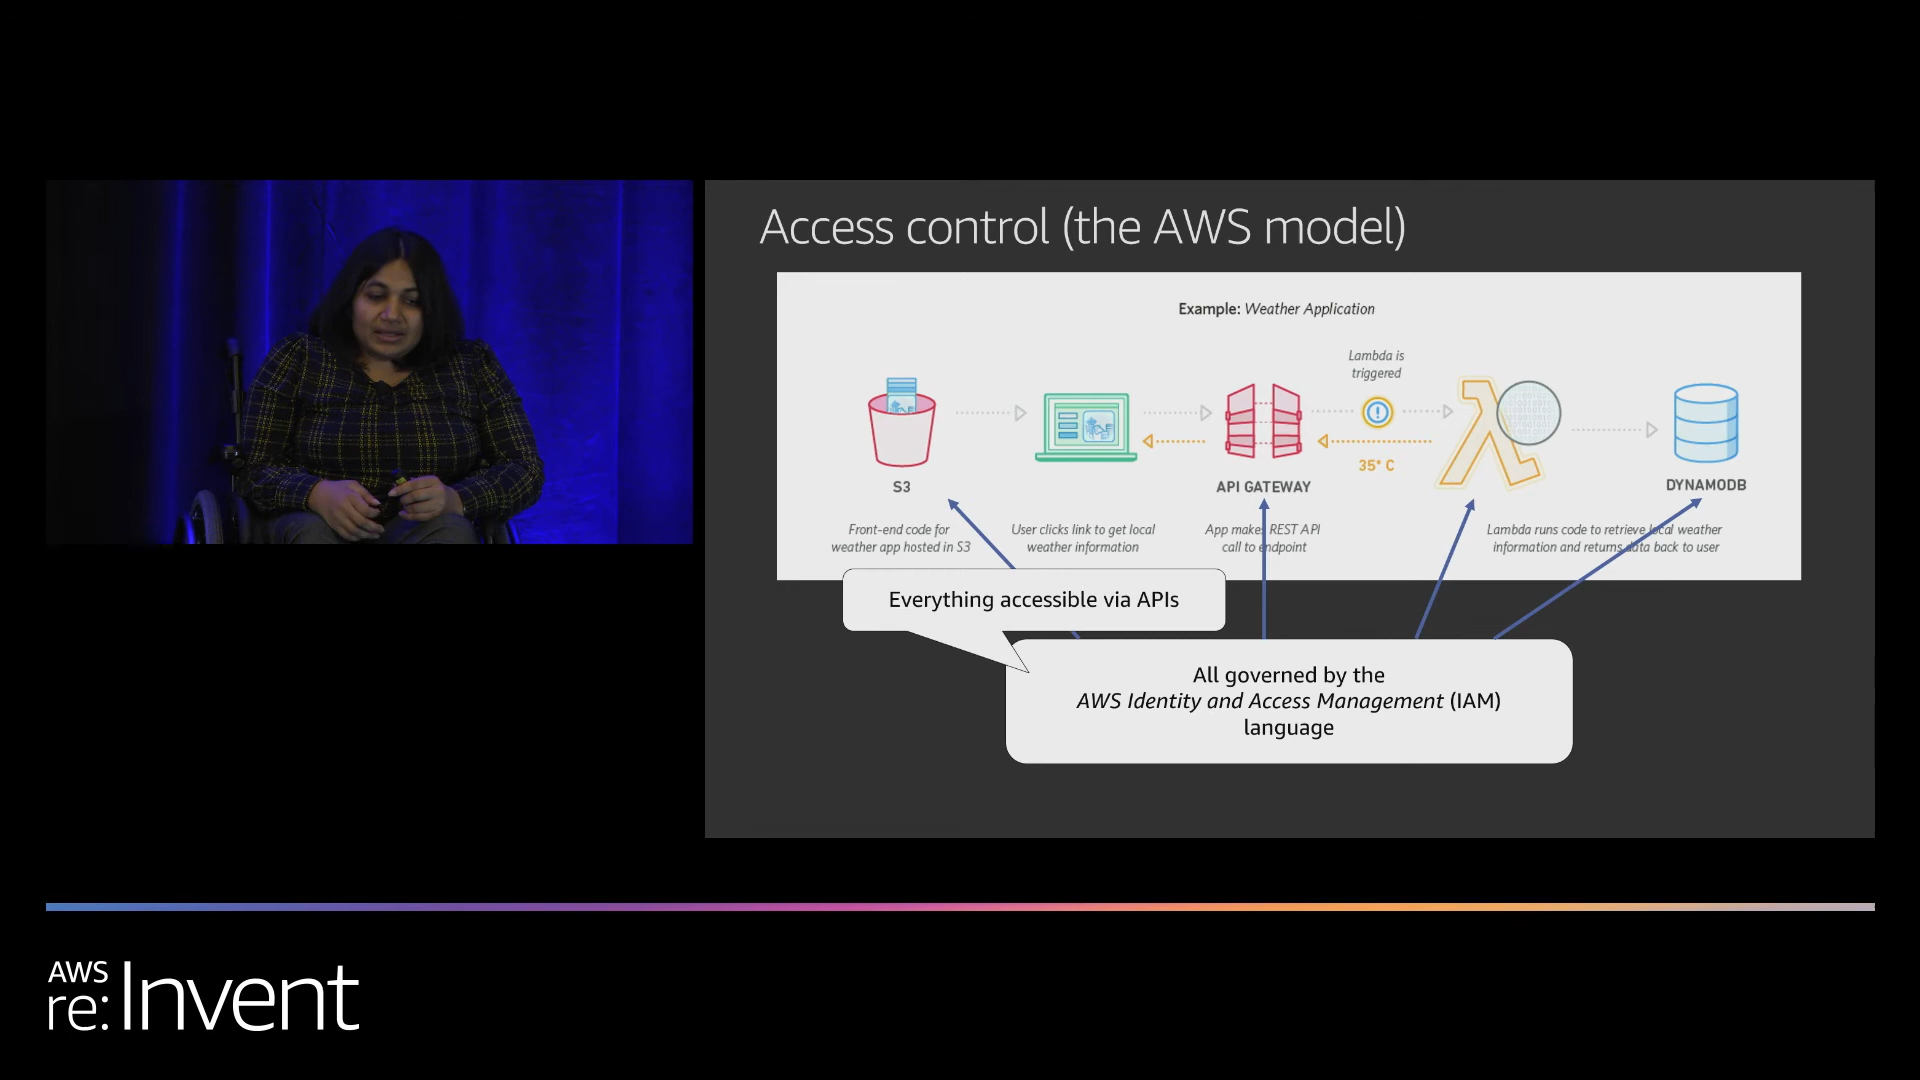 Access control (the AWS model)
Example: Weather Application
Lambda is
triggered
35° C
S3
API GATEWAY
DYNAMODB
Front-end code for
weather app hosted in S3
User clicks link to get local
weather information
App makes REST API
call to endpoint
Lambda runs code to retrieve local weather
information and returns data back to user
Everything accessible via APIs
All governed by the
AWS Identity and Access Management (IAM)
language
AWS
re:Invent